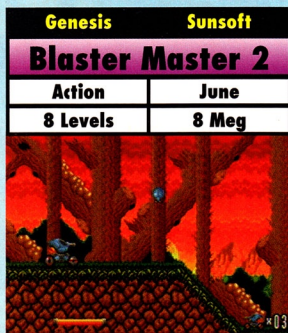 Genesis Sunsoft
Blaster Master 2
Action June
8 Levels 8 Meg
×03